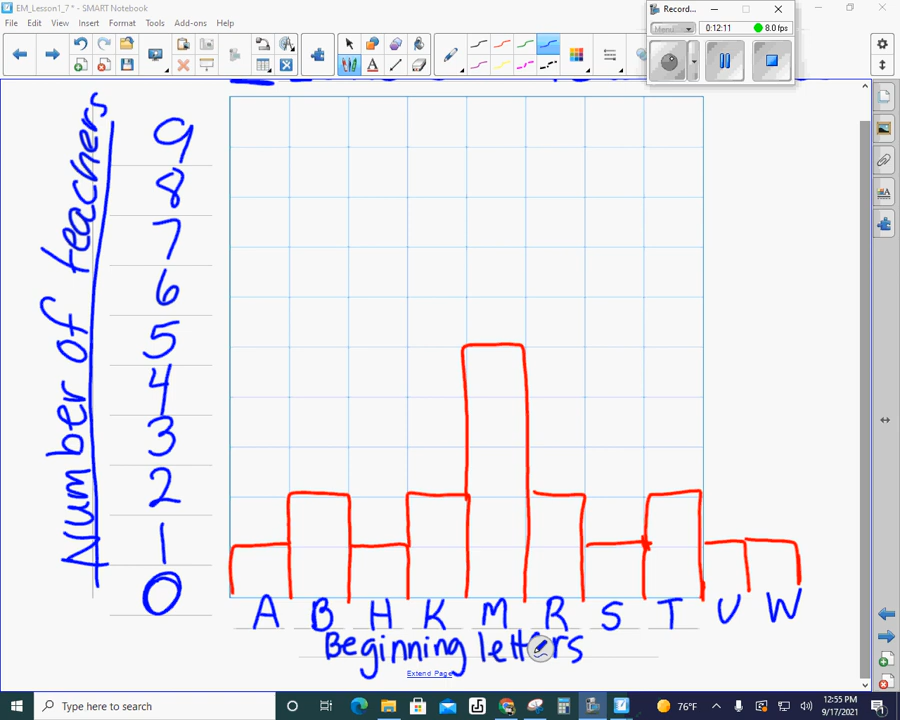 EM_Lesson1_7 * - SMART Notebook
Record...
File Edit View Insert Format Tools Add-ons Help
Menu
0:12:11
8.0 fps
Number of teachers
9
8
7
6
5
4
3
2
1
0
A B H K M R S T U W
Beginning letters
Extend Page
Type here to search
76°F
12:55 PM
9/17/2021